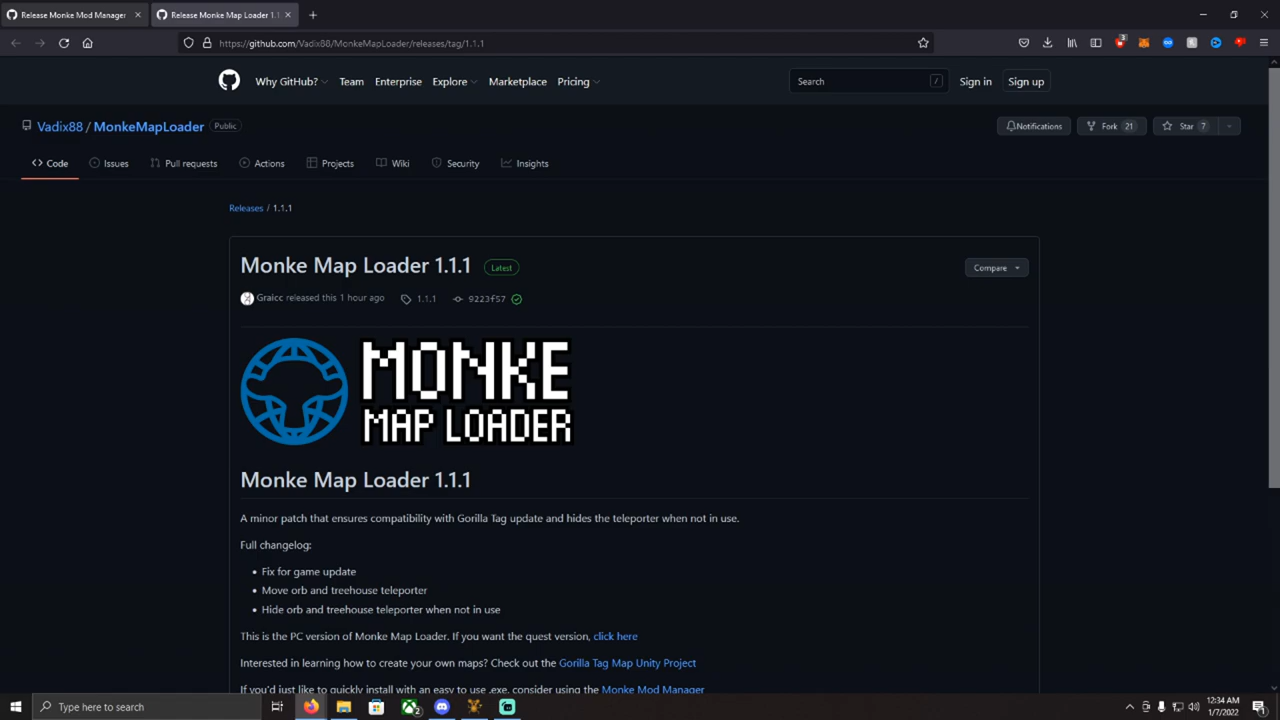 Release Monke Mod Manager
Release Monke Map Loader 1.1
https://github.com/Vadix88/MonkeMapLoader/releases/tag/1.1.1
3
Why GitHub?
Team
Enterprise
Explore
Marketplace
Pricing
Search
/
Sign in
Sign up
Vadix88 / MonkeMapLoader
Public
Notifications
Fork 21
Star 7
Code
Issues
Pull requests
Actions
Projects
Wiki
Security
Insights
Releases / 1.1.1
Monke Map Loader 1.1.1
Latest
Compare
Graicc released this 1 hour ago
1.1.1
9223f57
MONKE
MAP LOADER
Monke Map Loader 1.1.1
A minor patch that ensures compatibility with Gorilla Tag update and hides the teleporter when not in use.
Full changelog:
• Fix for game update
• Move orb and treehouse teleporter
• Hide orb and treehouse teleporter when not in use
This is the PC version of Monke Map Loader. If you want the quest version, click here
Interested in learning how to create your own maps? Check out the Gorilla Tag Map Unity Project
If you'd just like to quickly install with an easy to use .exe, consider using the Monke Mod Manager
Type here to search
2
12:34 AM
1/7/2022
1